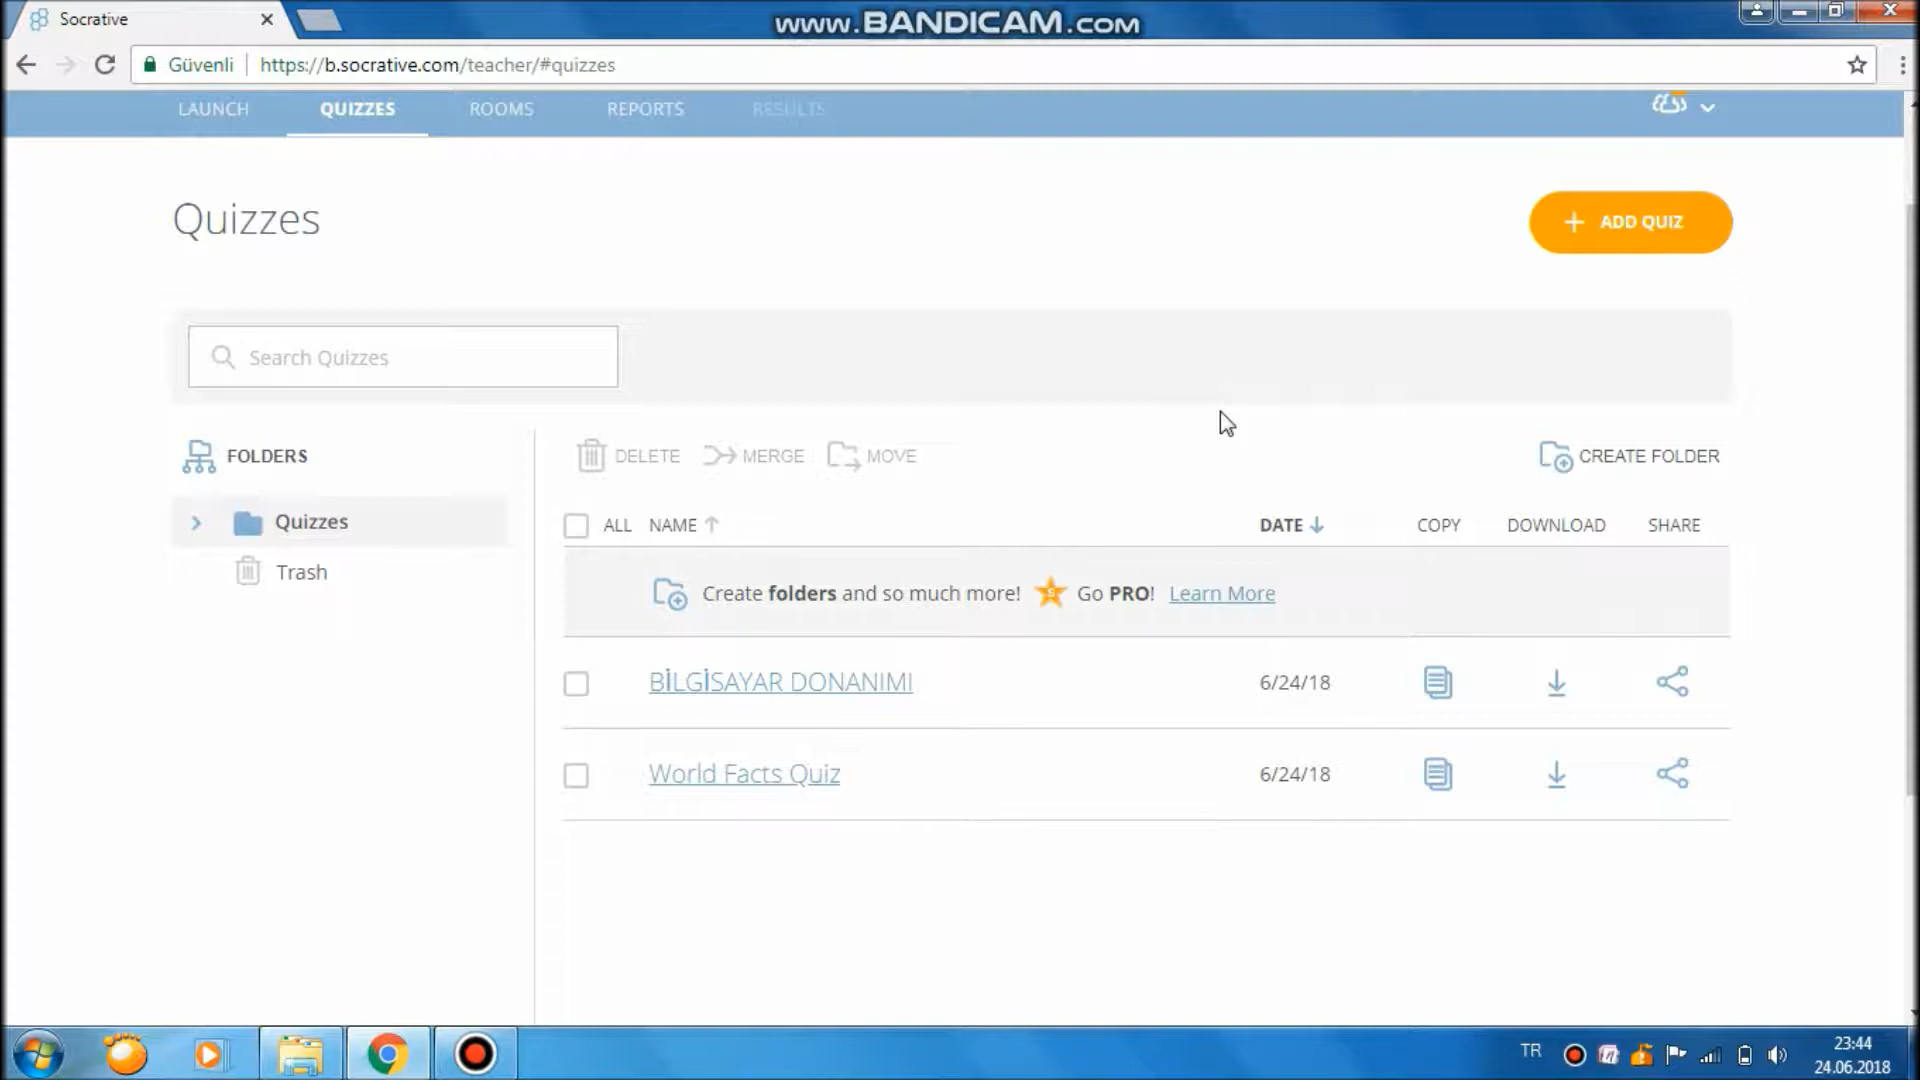 Socrative
www.BANDICAM.com
Güvenli
https://b.socrative.com/teacher/#quizzes
LAUNCH QUIZZES ROOMS REPORTS RESULTS
Quizzes
ADD QUIZ
Search Quizzes
FOLDERS
DELETE MERGE MOVE
CREATE FOLDER
Quizzes
Trash
ALL NAME DATE COPY DOWNLOAD SHARE
Create folders and so much more! Go PRO! Learn More
BİLGİSAYAR DONANIMI 6/24/18
World Facts Quiz 6/24/18
TR
23:44
24.06.2018